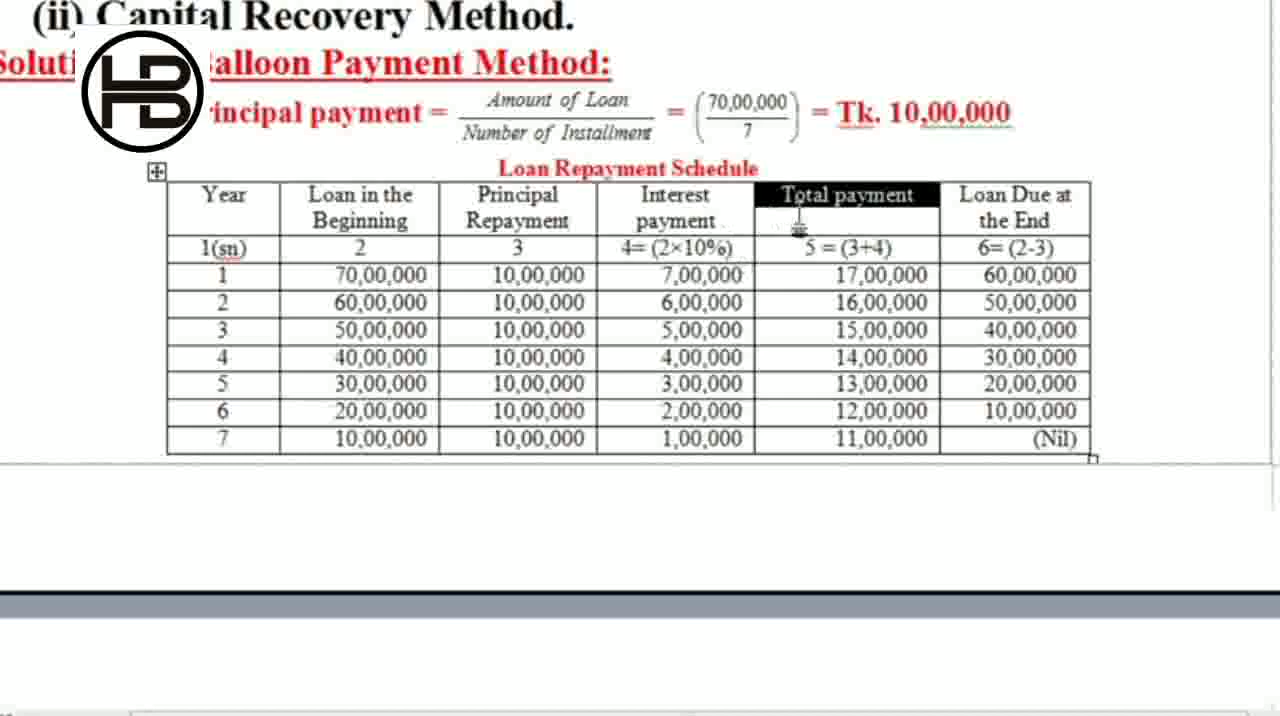 (ii) Capital Recovery Method.
Soluti alloon Payment Method:
rincipal payment = Amount of Loan / Number of Installment = (70,00,000 / 7) = Tk. 10,00,000
Loan Repayment Schedule
Year Loan in the Beginning Principal Repayment Interest payment Total payment Loan Due at the End
1(sn) 2 3 4= (2×10%) 5 = (3+4) 6= (2-3)
1 70,00,000 10,00,000 7,00,000 17,00,000 60,00,000
2 60,00,000 10,00,000 6,00,000 16,00,000 50,00,000
3 50,00,000 10,00,000 5,00,000 15,00,000 40,00,000
4 40,00,000 10,00,000 4,00,000 14,00,000 30,00,000
5 30,00,000 10,00,000 3,00,000 13,00,000 20,00,000
6 20,00,000 10,00,000 2,00,000 12,00,000 10,00,000
7 10,00,000 10,00,000 1,00,000 11,00,000 (Nil)